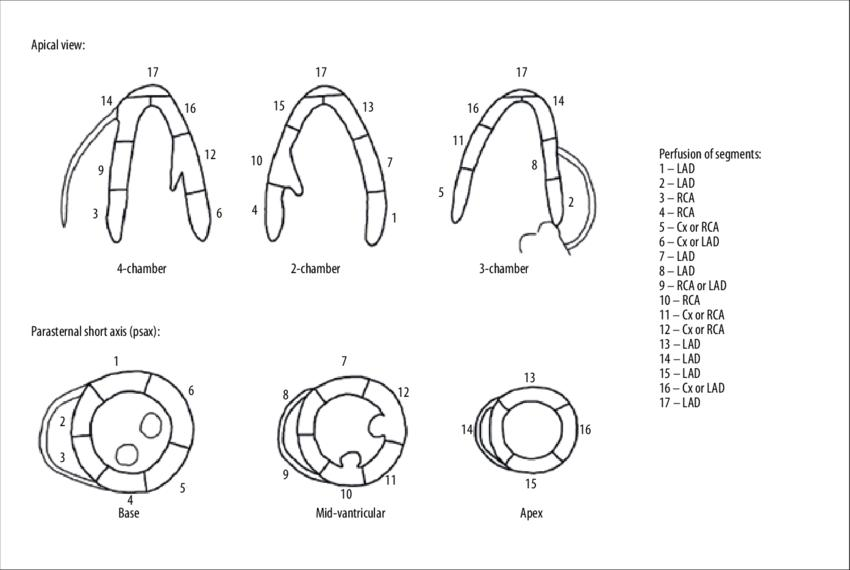 Apical view:
17
14
16
9
12
3
6
4-chamber
17
15
13
10
7
4
1
2-chamber
17
16
14
11
8
5
2
3-chamber
Perfusion of segments:
1 – LAD
2 – LAD
3 – RCA
4 – RCA
5 – Cx or RCA
6 – Cx or LAD
7 – LAD
8 – LAD
9 – RCA or LAD
10 – RCA
11 – Cx or RCA
12 – Cx or RCA
13 – LAD
14 – LAD
15 – LAD
16 – Cx or LAD
17 – LAD
Parasternal short axis (psax):
1
6
2
3
5
4
Base
7
8
12
9
11
10
Mid-vantricular
13
14
16
15
Apex